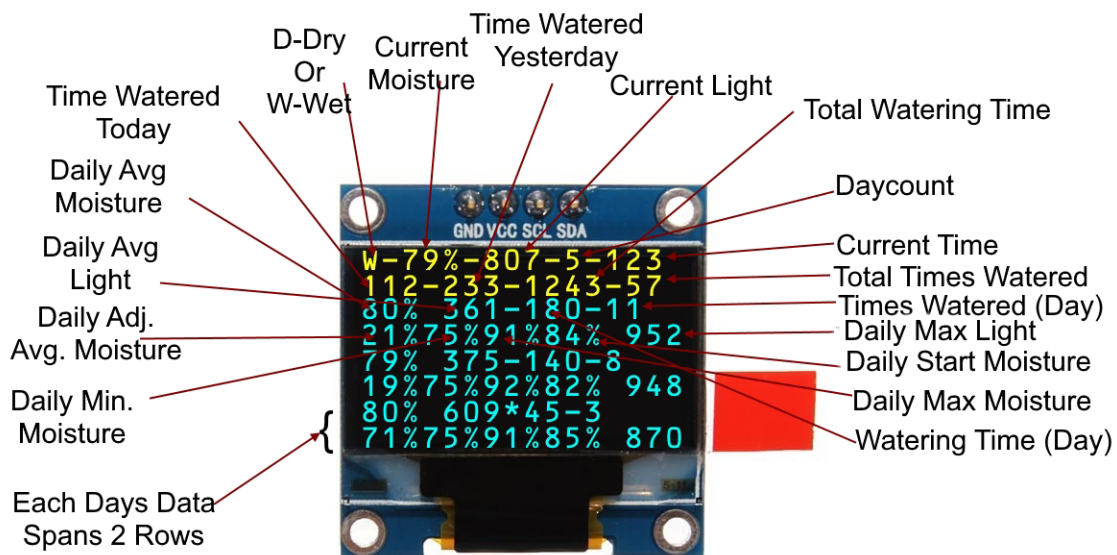 D-Dry
Or
W-Wet
Current
Moisture
Time Watered
Yesterday
Current Light
Total Watering Time
Time Watered
Today
Daily Avg
Moisture
Daycount
Daily Avg
Light
Current Time
Total Times Watered
Times Watered (Day)
Daily Adj.
Avg. Moisture
Daily Max Light
Daily Start Moisture
Daily Min.
Moisture
Daily Max Moisture
Watering Time (Day)
{
Each Days Data
Spans 2 Rows
GND VCC SCL SDA
W-79%-807-5-123
112-233-1243-57
80% 361-180-11
21%75%91%84% 952
79% 375-140-8
19%75%92%82% 948
80% 609*45-3
71%75%91%85% 870